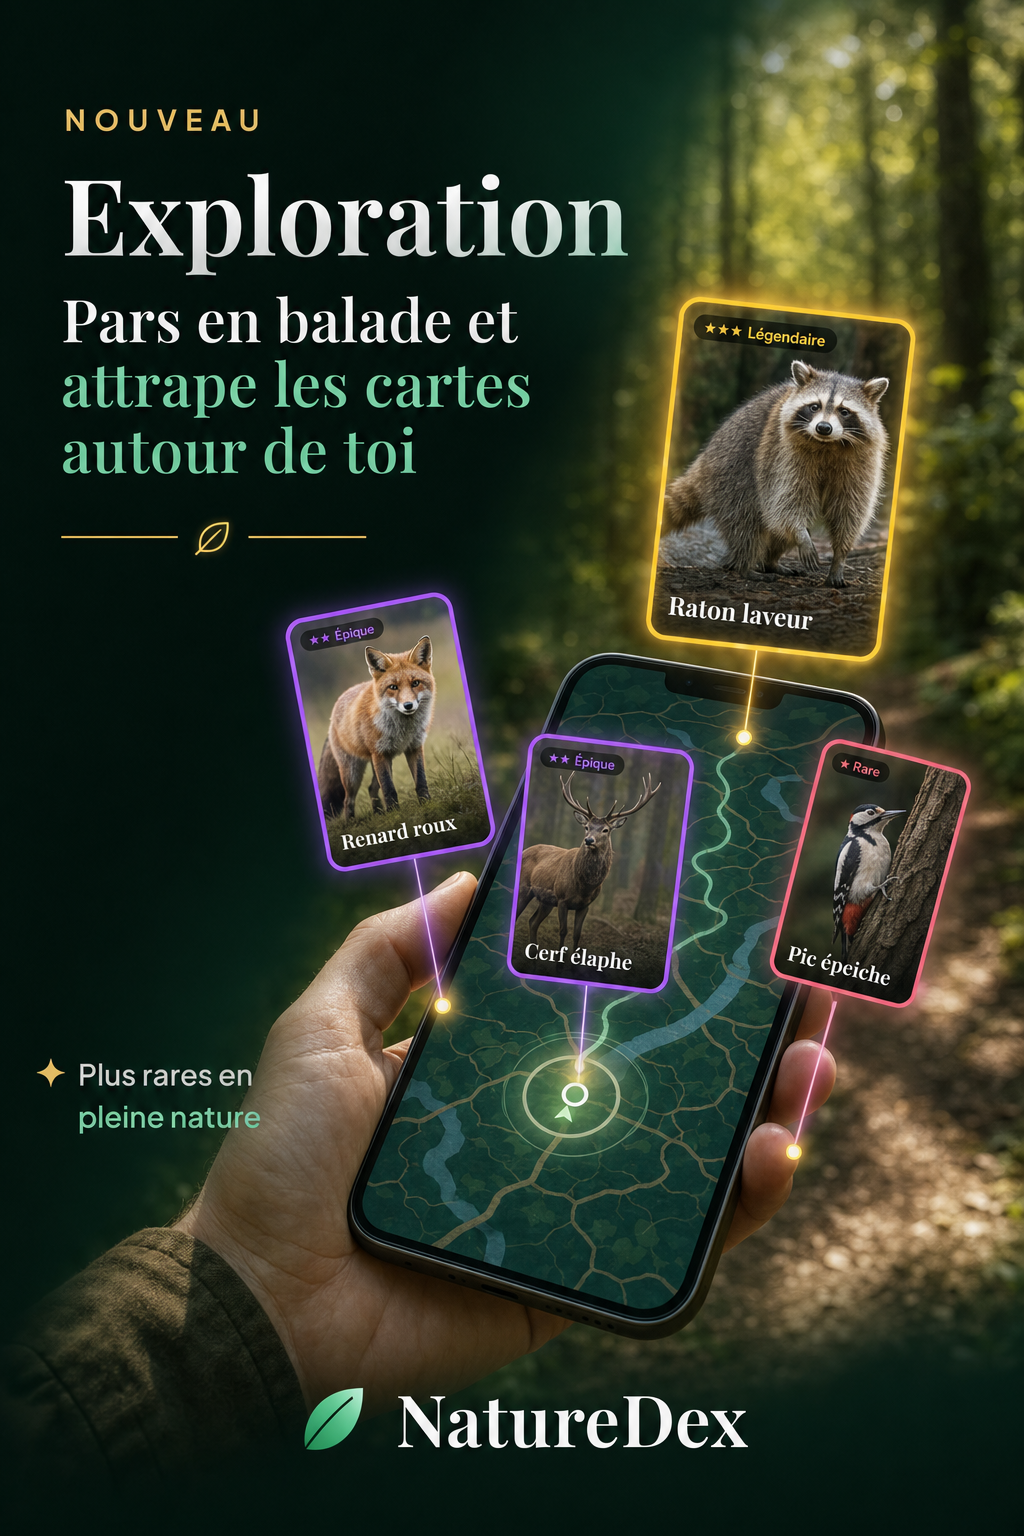 NOUVEAU
Exploration
Pars en balade et
attrape les cartes
autour de toi
★★★ Légendaire
Raton laveur
★★ Épique
Renard roux
★★ Épique
Cerf élaphe
★ Rare
Pic épeiche
Plus rares en
pleine nature
NatureDex